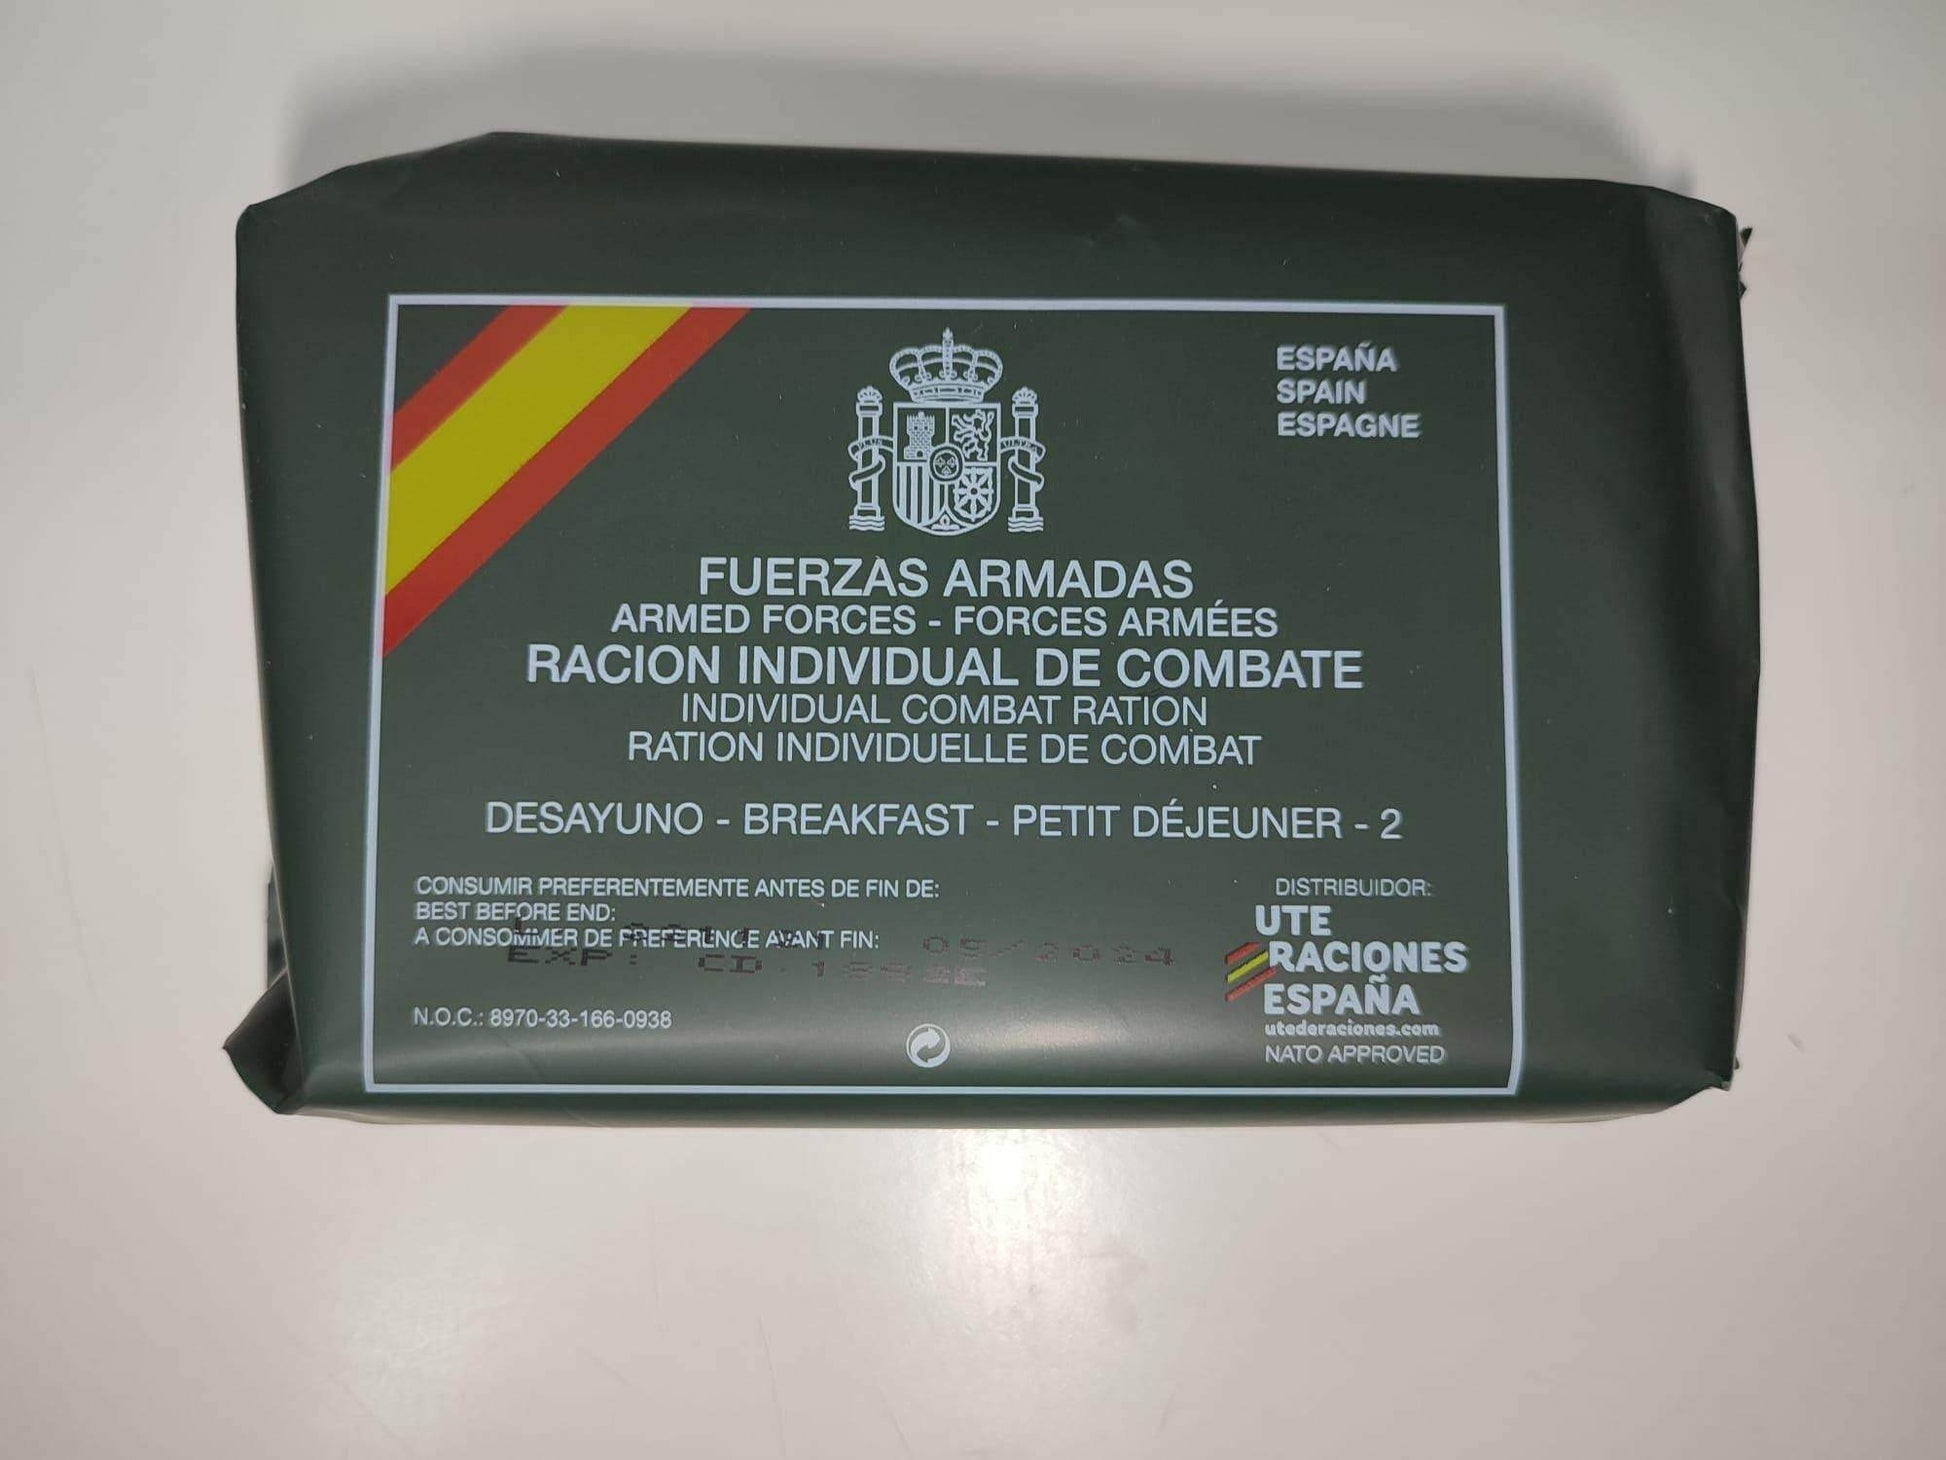 ESPAÑA
SPAIN
ESPAGNE
PLUS
ULTRA
FUERZAS ARMADAS
ARMED FORCES - FORCES ARMÉES
RACION INDIVIDUAL DE COMBATE
INDIVIDUAL COMBAT RATION
RATION INDIVIDUELLE DE COMBAT
DESAYUNO - BREAKFAST - PETIT DÉJEUNER - 2
CONSUMIR PREFERENTEMENTE ANTES DE FIN DE:
BEST BEFORE END:
A CONSOMMER DE PREFERENCE AVANT FIN:
EXP:
N.O.C.: 8970-33-166-0938
DISTRIBUIDOR:
UTE
RACIONES
ESPAÑA
utederaciones.com
NATO APPROVED